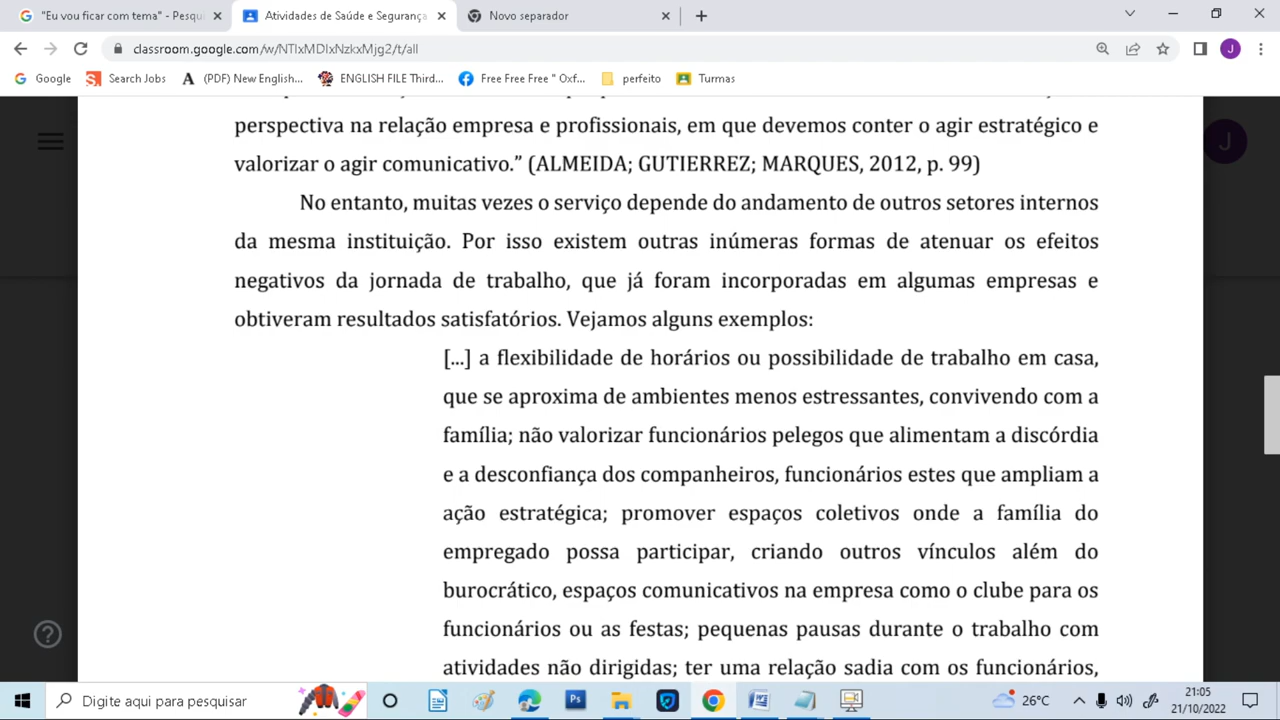 "Eu vou ficar com tema" - Pesqu
Atividades de Saúde e Segurança
Novo separador
classroom.google.com/w/NTIxMDIxNzkxMjg2/t/all
Google
Search Jobs
(PDF) New English...
ENGLISH FILE Third...
Free Free Free " Oxf...
perfeito
Turmas
perspectiva na relação empresa e profissionais, em que devemos conter o agir estratégico e
valorizar o agir comunicativo.” (ALMEIDA; GUTIERREZ; MARQUES, 2012, p. 99)
No entanto, muitas vezes o serviço depende do andamento de outros setores internos
da mesma instituição. Por isso existem outras inúmeras formas de atenuar os efeitos
negativos da jornada de trabalho, que já foram incorporadas em algumas empresas e
obtiveram resultados satisfatórios. Vejamos alguns exemplos:
[...] a flexibilidade de horários ou possibilidade de trabalho em casa,
que se aproxima de ambientes menos estressantes, convivendo com a
família; não valorizar funcionários pelegos que alimentam a discórdia
e a desconfiança dos companheiros, funcionários estes que ampliam a
ação estratégica; promover espaços coletivos onde a família do
empregado possa participar, criando outros vínculos além do
burocrático, espaços comunicativos na empresa como o clube para os
funcionários ou as festas; pequenas pausas durante o trabalho com
atividades não dirigidas; ter uma relação sadia com os funcionários,
Digite aqui para pesquisar
26°C
21:05
21/10/2022